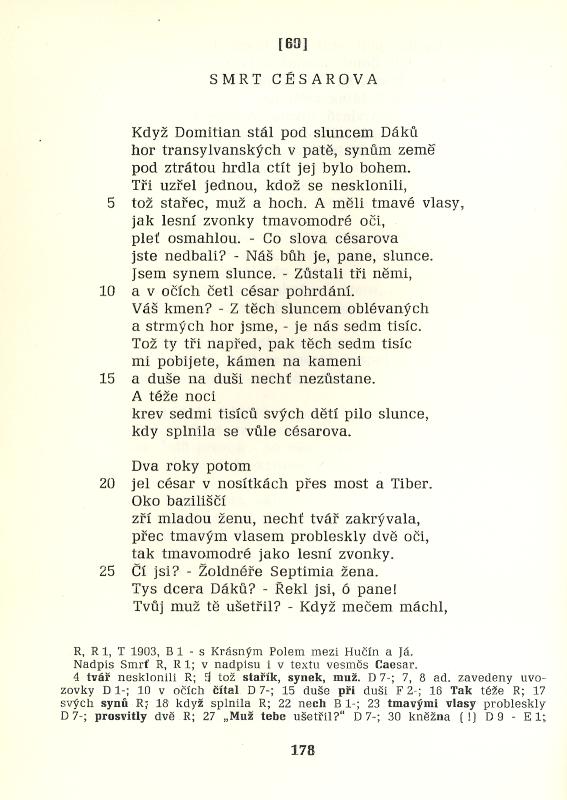 [60]
SMRT CÉSAROVA
Když Domitian stál pod sluncem Dáků
hor transylvanských v patě, synům země
pod ztrátou hrdla ctít jej bylo bohem.
Tři uzřel jednou, kdož se nesklonili,
5 tož stařec, muž a hoch. A měli tmavé vlasy,
jak lesní zvonky tmavomodré oči,
pleť osmahlou. - Co slova césarova
jste nedbali? - Náš bůh je, pane, slunce.
Jsem synem slunce. - Zůstali tři němi,
10 a v očích četl césar pohrdání.
Váš kmen? - Z těch sluncem oblévaných
a strmých hor jsme, - je nás sedm tisíc.
Tož ty tři napřed, pak těch sedm tisíc
mi pobijete, kámen na kameni
15 a duše na duši nechť nezůstane.
A téže noci
krev sedmi tisíců svých dětí pilo slunce,
kdy splnila se vůle césarova.
Dva roky potom
20 jel césar v nosítkách přes most a Tiber.
Oko baziliščí
zří mladou ženu, nechť tvář zakrývala,
přec tmavým vlasem probleskly dvě oči,
tak tmavomodré jako lesní zvonky.
25 Čí jsi? - Žoldnéře Septimia žena.
Tys dcera Dáků? - Řekl jsi, ó pane!
Tvůj muž tě ušetřil? - Když mečem máchl,
R, R 1, T 1903, B 1 - s Krásným Polem mezi Hučín a Já.
Nadpis Smrť R, R 1; v nadpisu i v textu vesměs Caesar.
4 tvář nesklonili R; 5 tož stařík, synek, muž. D 7-; 7, 8 ad. zavedeny uvo-
zovky D 1-; 10 v očích čítal D 7-; 15 duše při duši F 2-; 16 Tak téže R; 17
svých synů R; 18 když splnila R; 22 nech B 1-; 23 tmavými vlasy probleskly
D 7-; prosvitly dvě R; 27 „Muž tebe ušetřil?" D 7-; 30 kněžna (!) D 9 - E 1;
178